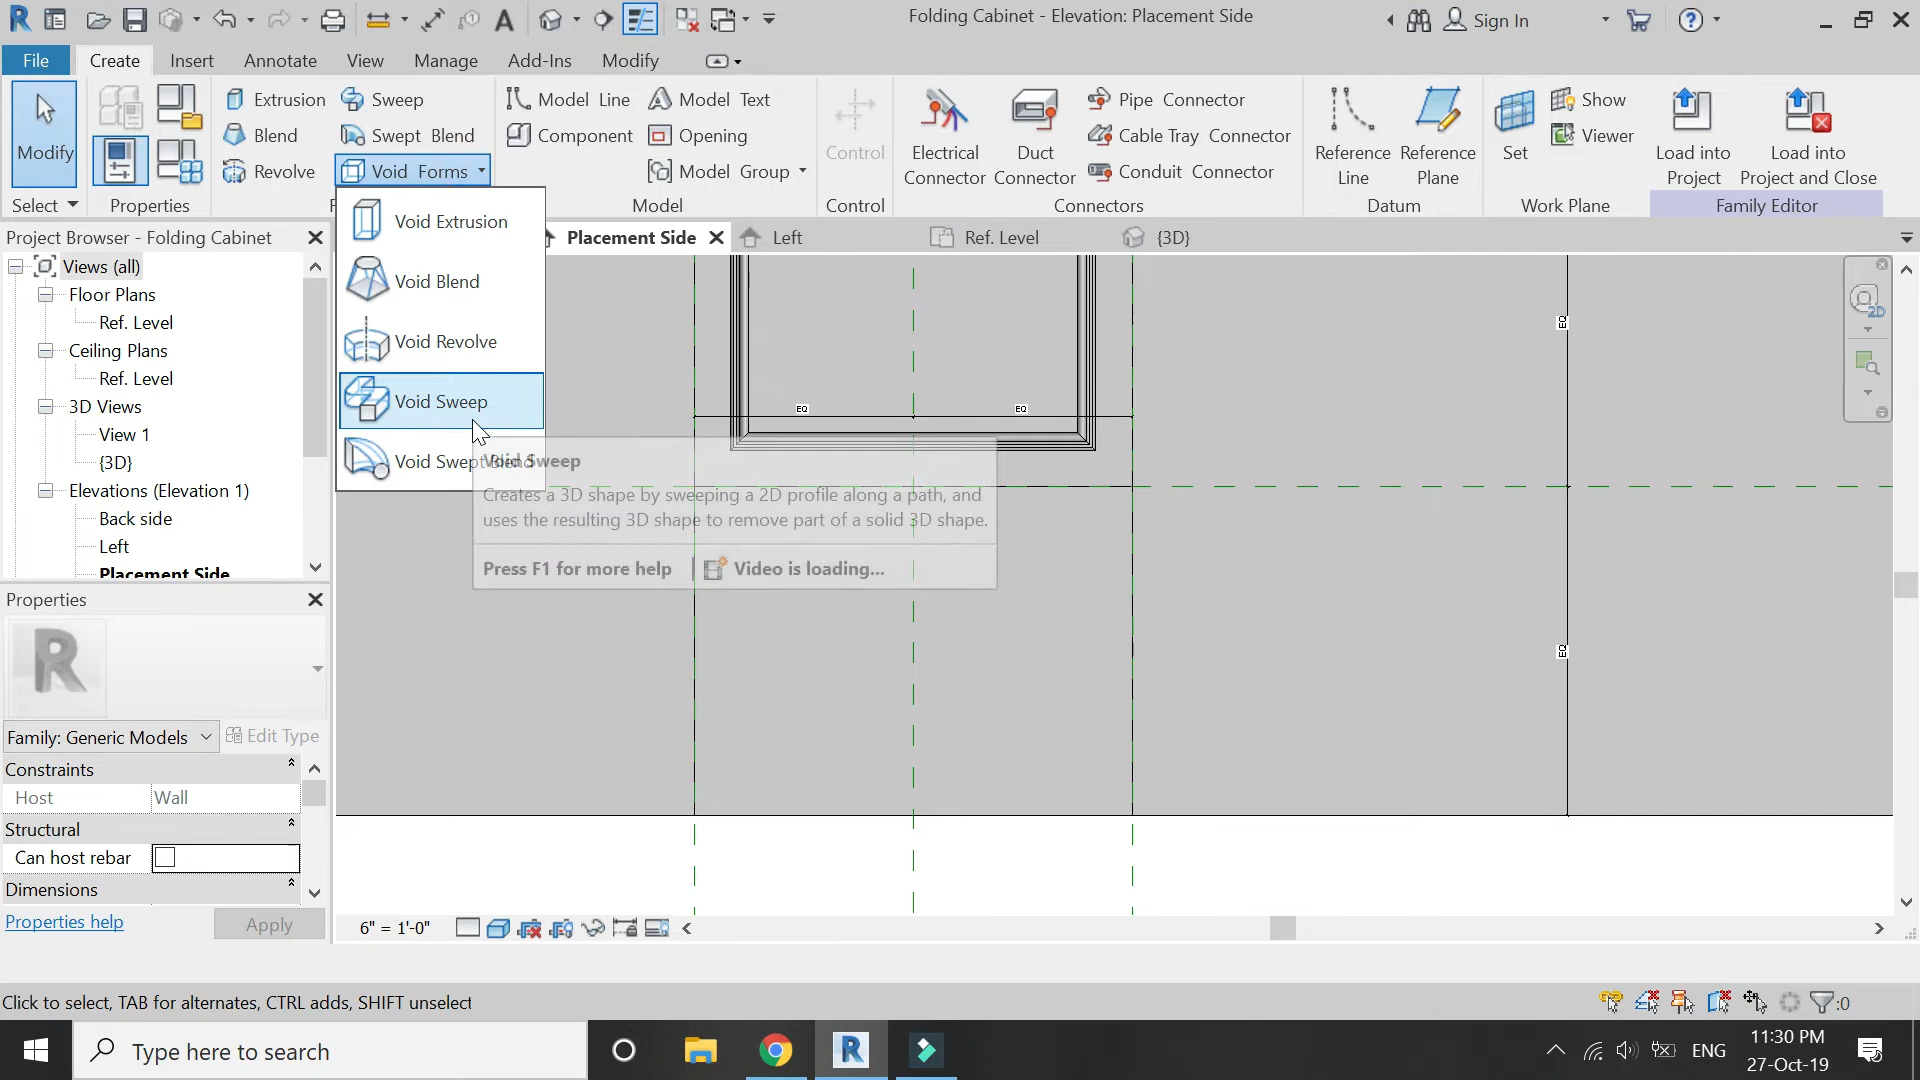 Folding Cabinet - Elevation: Placement Side
Sign In
File Create Insert Annotate View Manage Add-Ins Modify
Modify
Select
Properties
Extrusion
Blend
Revolve
Sweep
Swept Blend
Void Forms
Model Line
Component
Model Text
Opening
Model Group
Model
Control
Control
Electrical
Connector
Duct
Connector
Pipe Connector
Cable Tray Connector
Conduit Connector
Connectors
Reference
Line
Reference
Plane
Datum
Set
Show
Viewer
Work Plane
Load into
Project
Load into
Project and Close
Family Editor
Void Extrusion
Void Blend
Void Revolve
Void Sweep
Void Swept Blend
Void Sweep
Creates a 3D shape by sweeping a 2D profile along a path, and
uses the resulting 3D shape to remove part of a solid 3D shape.
Press F1 for more help
Video is loading...
Project Browser - Folding Cabinet
Placement Side
Left
Ref. Level
{3D}
Views (all)
Floor Plans
Ref. Level
Ceiling Plans
Ref. Level
3D Views
View 1
{3D}
Elevations (Elevation 1)
Back side
Left
Placement Side
EQ
EQ
EQ
EQ
Properties
Family: Generic Models
Edit Type
Constraints
Host Wall
Structural
Can host rebar
Dimensions
Properties help
Apply
6" = 1'-0"
Click to select, TAB for alternates, CTRL adds, SHIFT unselect
:0
Type here to search
ENG
11:30 PM
27-Oct-19